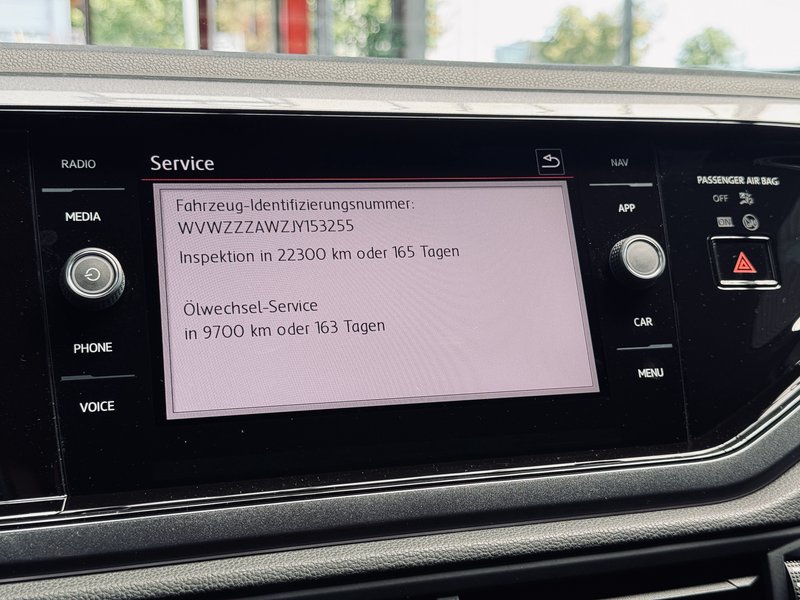 Service
Fahrzeug-Identifizierungsnummer:
WVWZZZAWZJY153255
Inspektion in 22300 km oder 165 Tagen
Ölwechsel-Service
in 9700 km oder 163 Tagen
RADIO
MEDIA
PHONE
VOICE
NAV
APP
CAR
MENU
PASSENGER AIR BAG
OFF
ON